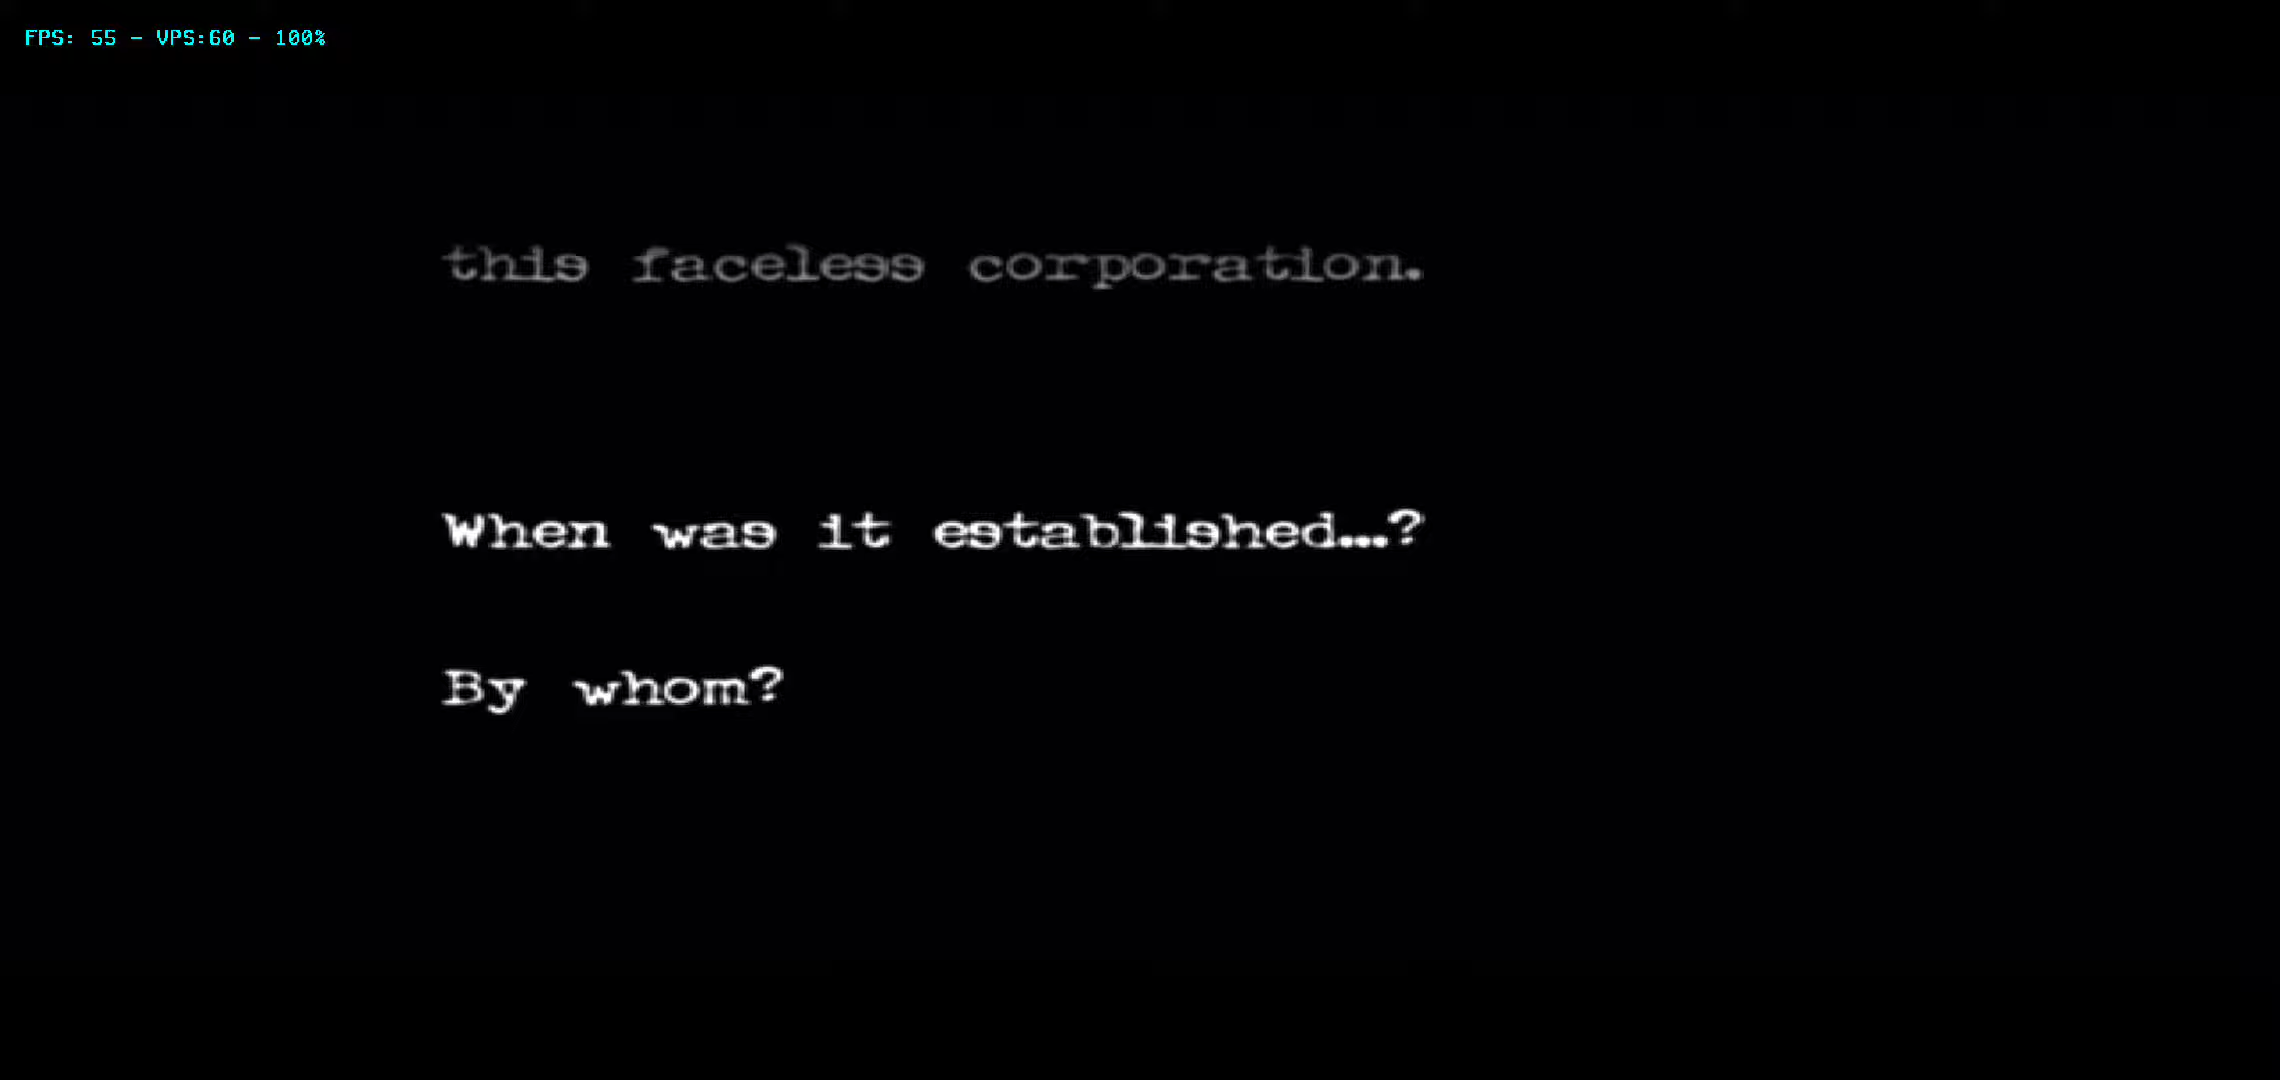 FPS: 55 - VPS:60 - 100%
this faceless corporation.
When was it established...?
By whom?